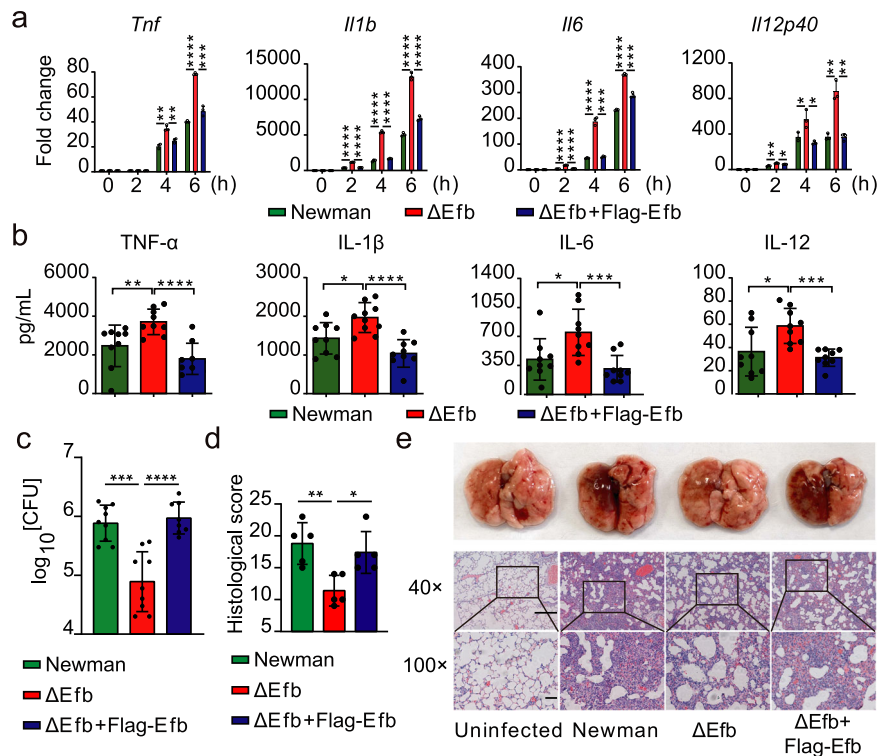 a
Tnf
Il1b
Il6
Il12p40
Fold change
80
60
40
20
0
15000
10000
5000
0
400
300
200
100
0
1200
800
400
0
** ** **** ***
**** **** **** **** **** ****
**** **** **** *** **** ****
** * * * ** **
0 2 4 6 (h)
0 2 4 6 (h)
0 2 4 6 (h)
0 2 4 6 (h)
Newman ΔEfb ΔEfb+Flag-Efb
b
TNF-α
IL-1β
IL-6
IL-12
pg/mL
6000
4000
2000
0
3000
2000
1000
0
1400
1050
700
350
0
100
80
60
40
20
0
** ****
* ****
* ***
* ***
Newman ΔEfb ΔEfb+Flag-Efb
c
log10[CFU]
7
6
5
4
*** ****
Newman
ΔEfb
ΔEfb+Flag-Efb
d
Histological score
25
20
15
10
5
** *
Newman
ΔEfb
ΔEfb+Flag-Efb
e
40×
100×
Uninfected Newman ΔEfb ΔEfb+
Flag-Efb